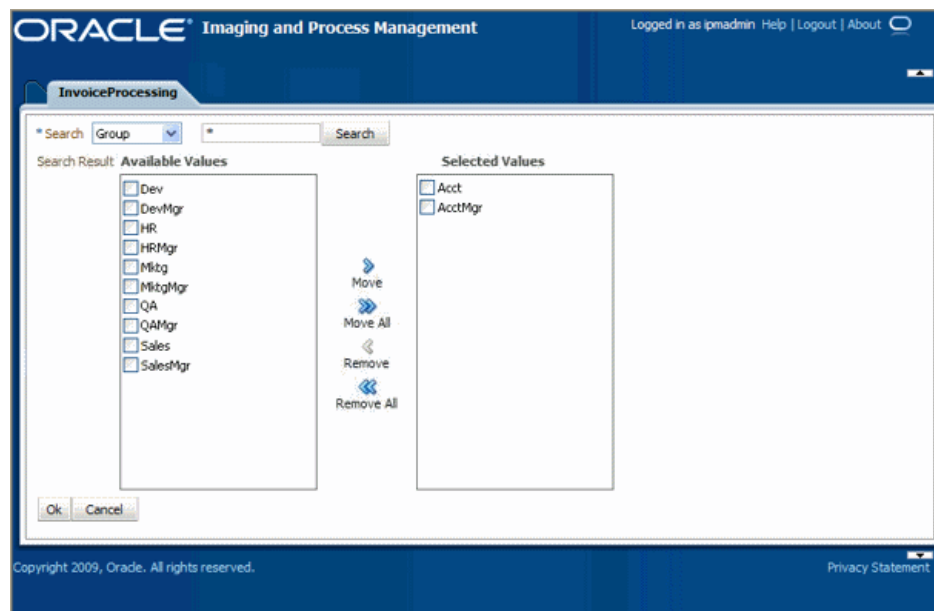 ORACLE® Imaging and Process Management
Logged in as ipmadmin Help | Logout | About
InvoiceProcessing
* Search Group * Search
Search Result Available Values Selected Values
Dev
DevMgr
HR
HRMgr
Mktg
MktgMgr
QA
QAMgr
Sales
SalesMgr
Move
Move All
Remove
Remove All
Acct
AcctMgr
Ok Cancel
Copyright 2009, Oracle. All rights reserved.
Privacy Statement